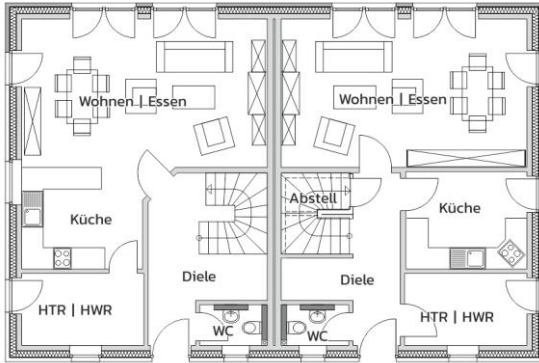 Wohnen | Essen
Wohnen | Essen
Abstell
Küche
Küche
Diele
Diele
HTR | HWR
WC
WC
HTR | HWR